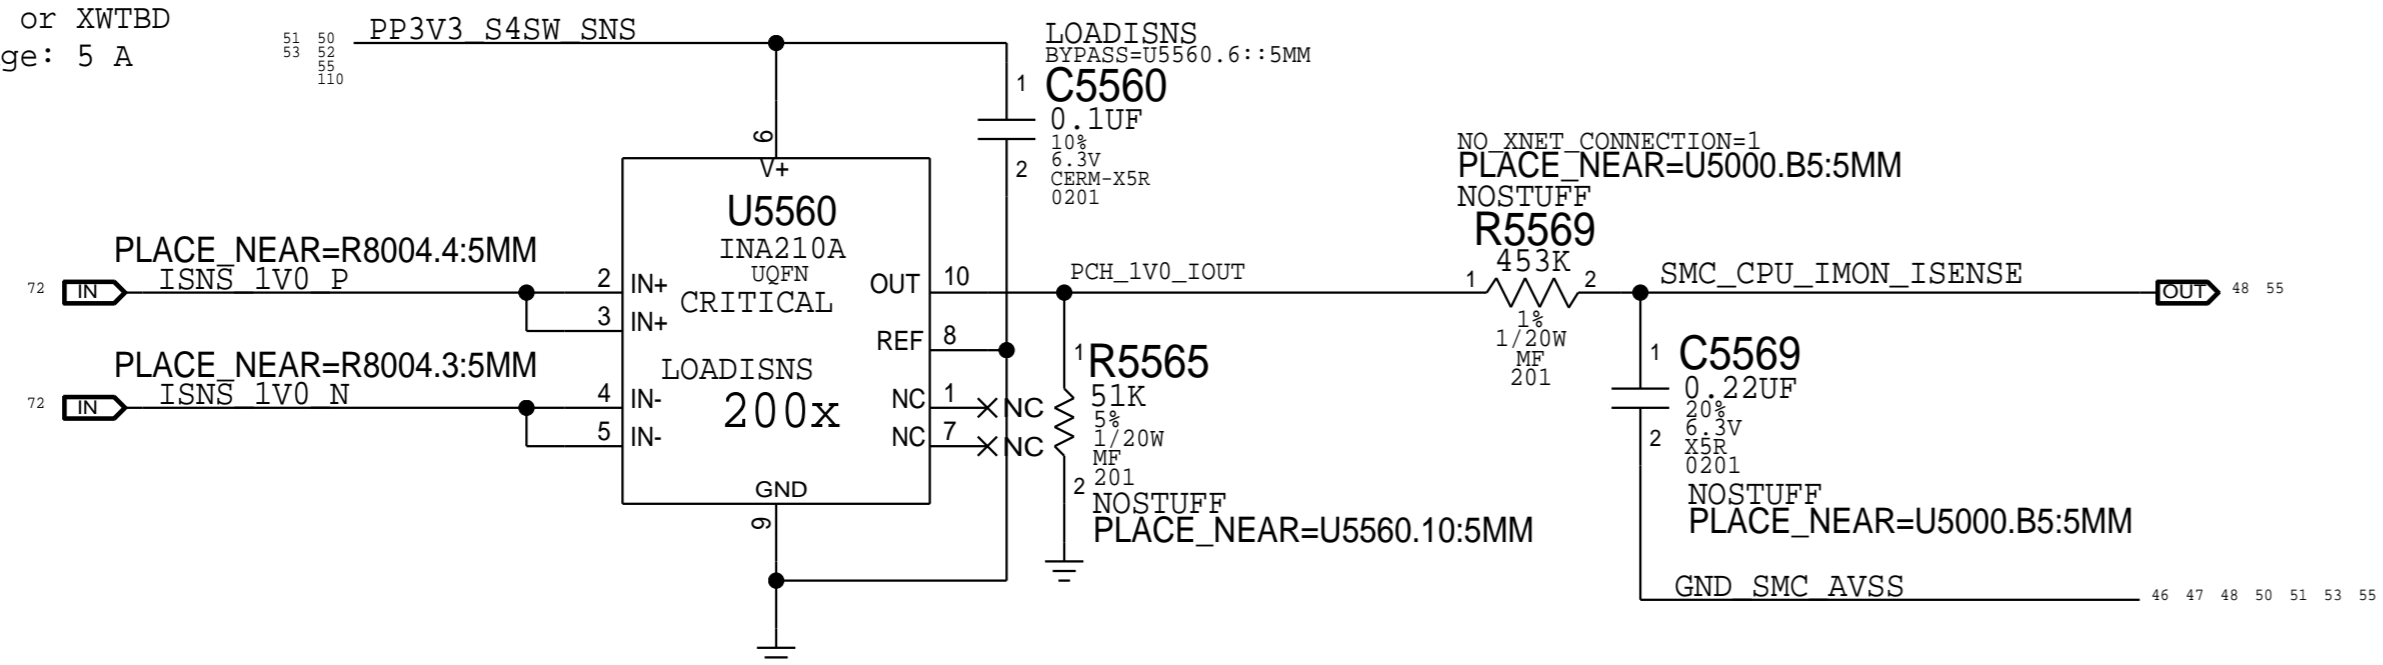 or XWTBD
ge: 5 A
51 50
53 52
55
110
PP3V3_S4SW_SNS
LOADISNS
BYPASS=U5560.6::5MM
1
C5560
0.1UF
10%
6.3V
2
CERM-X5R
0201
6
V+
U5560
INA210A
UQFN
CRITICAL
LOADISNS
200x
GND
9
PLACE_NEAR=R8004.4:5MM
72 IN ISNS_1V0_P
2 IN+
3 IN+
PLACE_NEAR=R8004.3:5MM
72 IN ISNS_1V0_N
4 IN-
5 IN-
OUT 10
REF 8
NC 1 NC
NC 7 NC
PCH_1V0_IOUT
1 R5565
51K
5%
1/20W
MF
2 201
NOSTUFF
PLACE_NEAR=U5560.10:5MM
NO_XNET_CONNECTION=1
PLACE_NEAR=U5000.B5:5MM
NOSTUFF
R5569
453K
1 2
1%
1/20W
MF
201
SMC_CPU_IMON_ISENSE
OUT 48 55
1 C5569
0.22UF
20%
6.3V
2 X5R
0201
NOSTUFF
PLACE_NEAR=U5000.B5:5MM
GND_SMC_AVSS
46 47 48 50 51 53 55